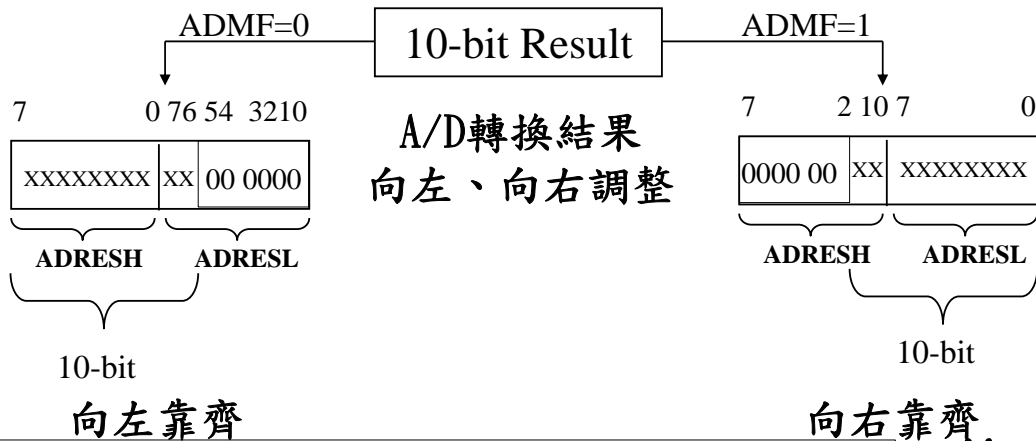 ADMF=0
10-bit Result
ADMF=1
7 0 76 54 3210
XXXXXXXX XX 00 0000
ADRESH ADRESL
10-bit
向左靠齊
A/D轉換結果
向左、向右調整
7 2 10 7 0
0000 00 XX XXXXXXXX
ADRESH ADRESL
10-bit
向右靠齊.